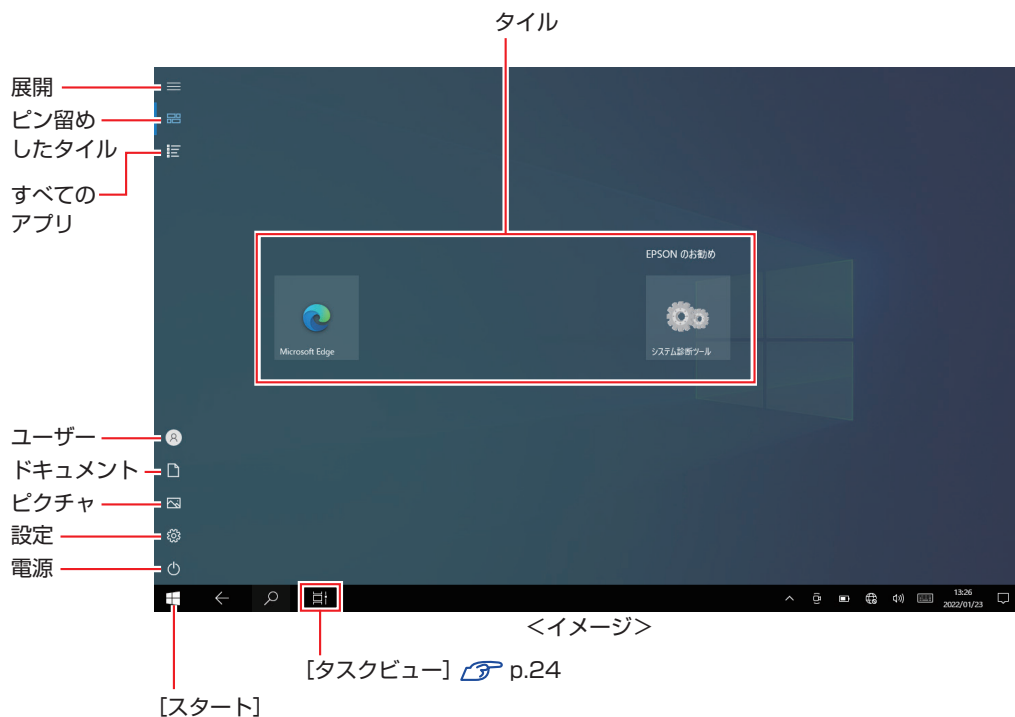 タイル
展開
ピン留め
したタイル
すべての
アプリ
EPSON のお勧め
Microsoft Edge
システム診断ツール
ユーザー
ドキュメント
ピクチャ
設定
電源
13:26
2022/01/23
<イメージ>
[タスクビュー] p.24
[スタート]